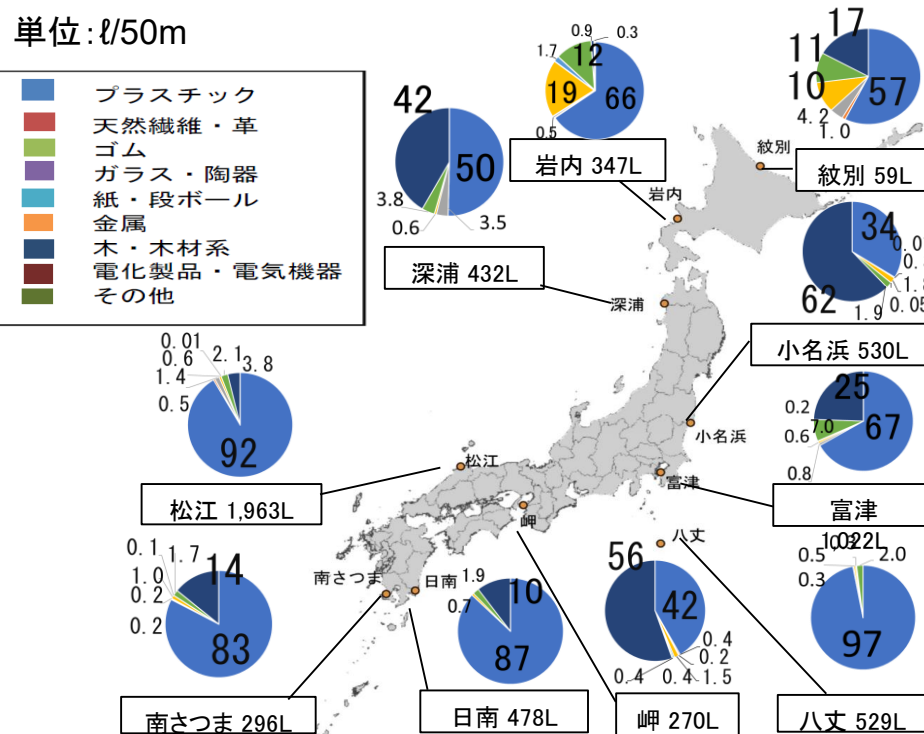 単位:ℓ/50m
プラスチック
天然繊維・革
ゴム
ガラス・陶器
紙・段ボール
金属
木・木材系
電化製品・電気機器
その他
0.9
0.3
1.7
12
19
66
0.5
岩内 347L
17
11
10
57
4.2
1.0
紋別 59L
紋別
岩内
42
50
3.8
0.6
3.5
深浦 432L
深浦
34
62
1.9
0.05
小名浜 530L
小名浜
25
67
0.2
7.0
0.6
0.8
富津
1,022L
富津
0.01
0.6
2.1
3.8
1.4
0.5
92
松江 1,963L
松江
岬
八丈
0.1
1.7
14
1.0
0.2
0.2
83
南さつま 296L
南さつま
日南
1.9
10
0.7
87
日南 478L
56
42
0.4
0.2
1.5
0.4
0.4
岬 270L
0.5
2.0
0.3
97
八丈 529L